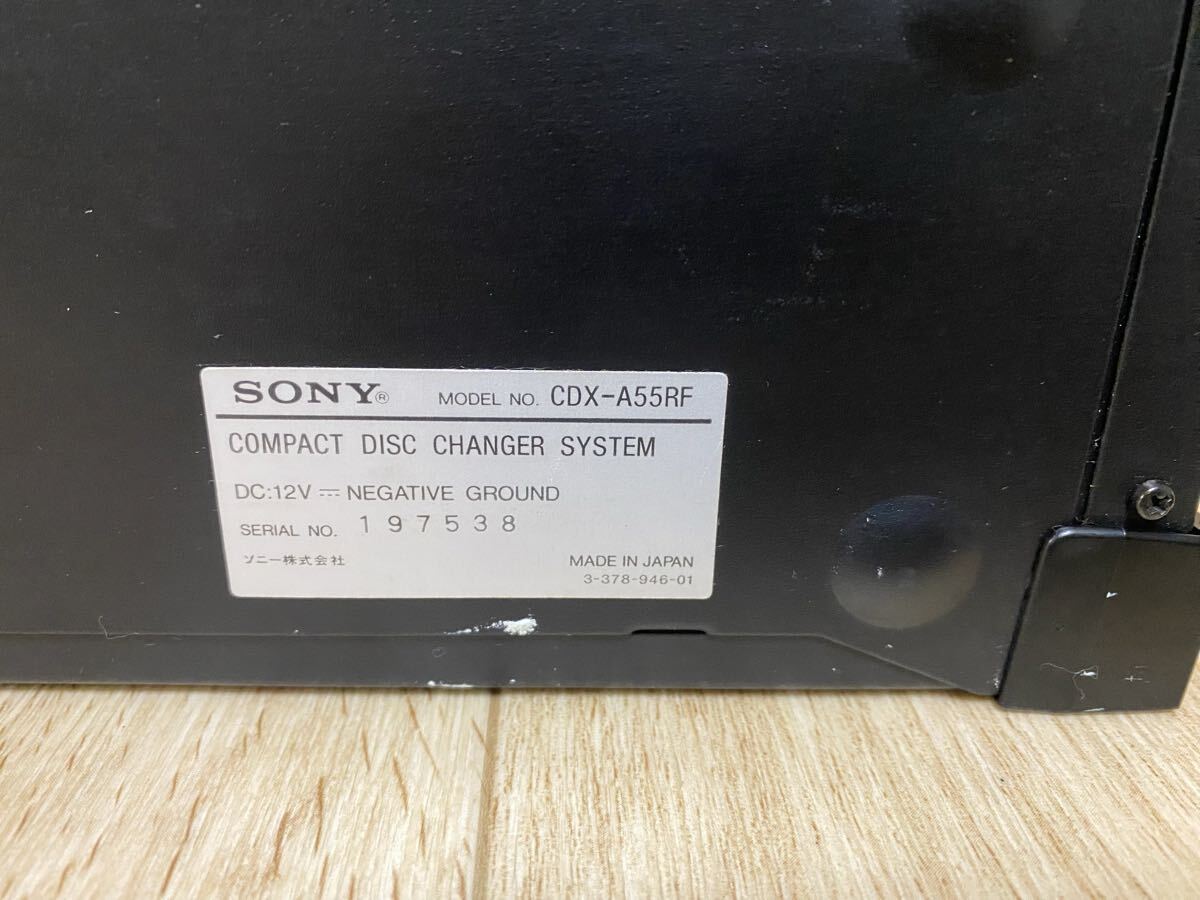 SONY® MODEL NO. CDX-A55RF
COMPACT DISC CHANGER SYSTEM
DC:12V ⎓ NEGATIVE GROUND
SERIAL NO. 197538
ソニー株式会社 MADE IN JAPAN
3-378-946-01